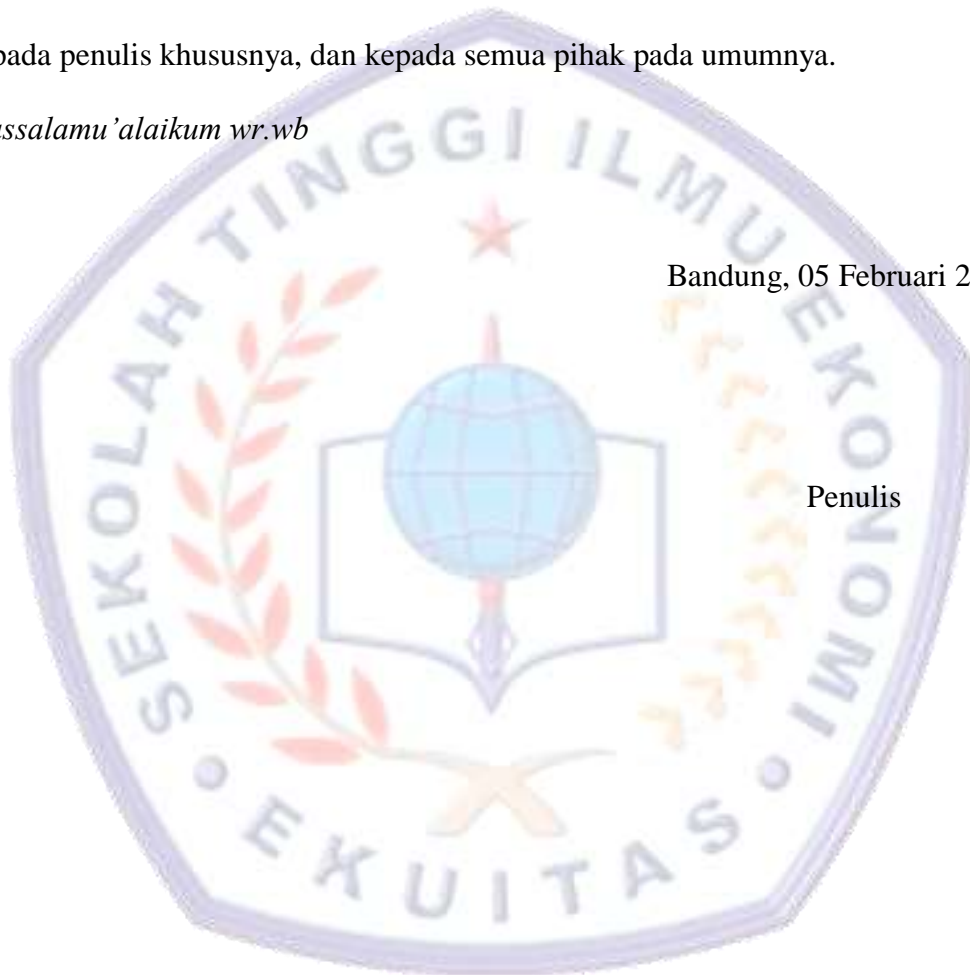 pada penulis khususnya, dan kepada semua pihak pada umumnya.
assalamu’alaikum wr.wb
Bandung, 05 Februari 2
Penulis
SEKOLAH TINGGI ILMU EKONOMI
EKUITAS